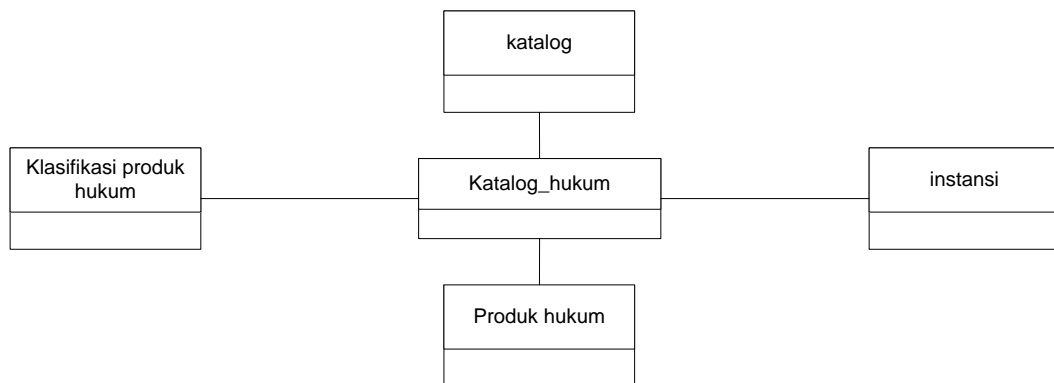 katalog
Klasifikasi produk
hukum
Katalog_hukum
instansi
Produk hukum